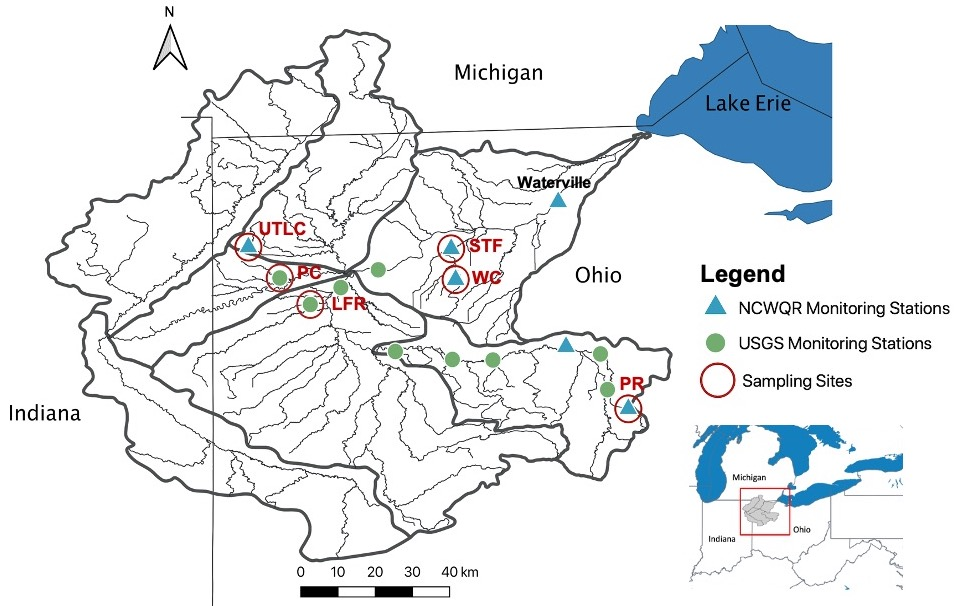 N
Michigan
Lake Erie
Waterville
UTLC
STF
PC
WC
LFR
Ohio
PR
Indiana
Legend
NCWQR Monitoring Stations
USGS Monitoring Stations
Sampling Sites
Michigan
Indiana
Ohio
0 10 20 30 40 km